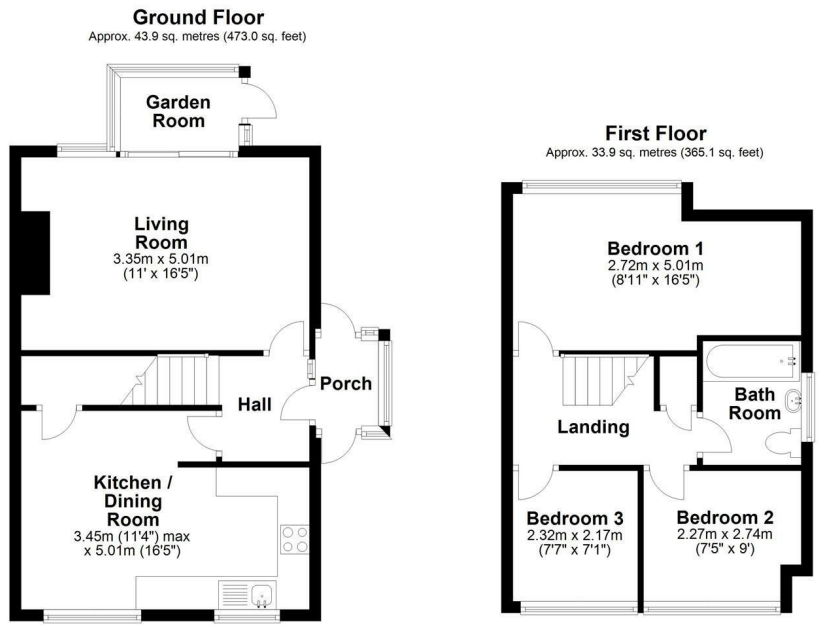 Ground Floor
Approx. 43.9 sq. metres (473.0 sq. feet)
Garden
Room
Living
Room
3.35m x 5.01m
(11' x 16'5")
Porch
Hall
Kitchen /
Dining
Room
3.45m (11'4") max
x 5.01m (16'5")
First Floor
Approx. 33.9 sq. metres (365.1 sq. feet)
Bedroom 1
2.72m x 5.01m
(8'11" x 16'5")
Bath
Room
Landing
Bedroom 3
2.32m x 2.17m
(7'7" x 7'1")
Bedroom 2
2.27m x 2.74m
(7'5" x 9')